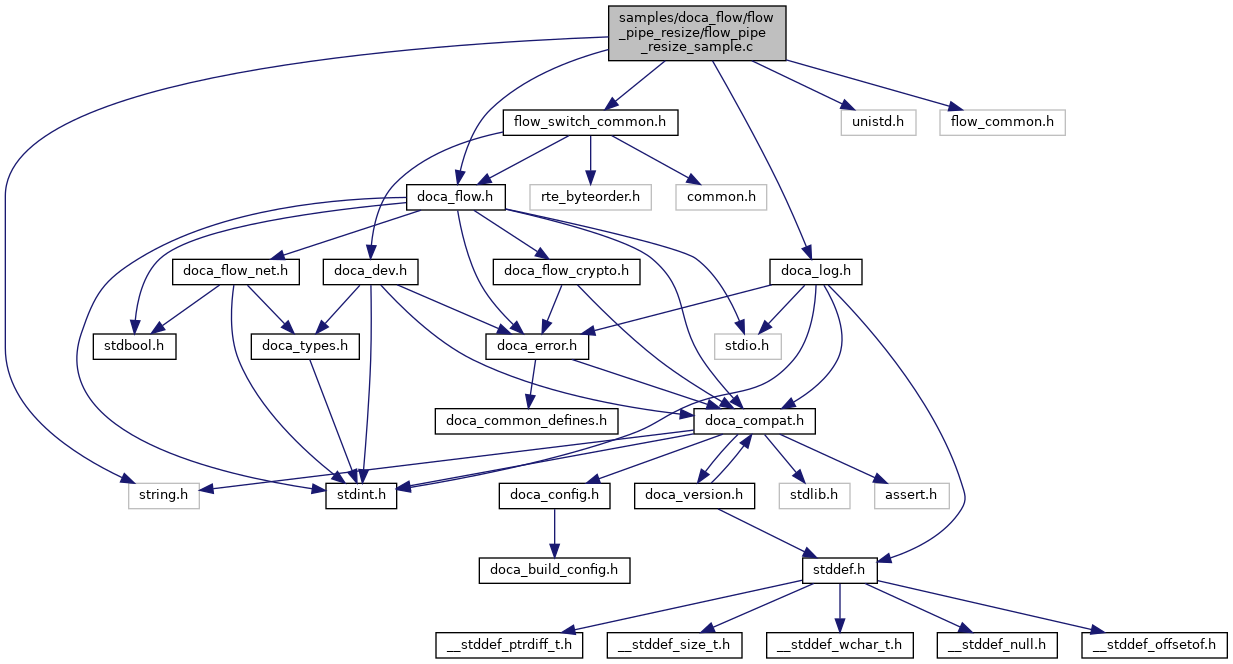 samples/doca_flow/flow
_pipe_resize/flow_pipe
_resize_sample.c
flow_switch_common.h
unistd.h
flow_common.h
doca_flow.h
rte_byteorder.h
common.h
doca_flow_net.h
doca_dev.h
doca_flow_crypto.h
doca_log.h
stdbool.h
doca_types.h
doca_error.h
stdio.h
doca_common_defines.h
doca_compat.h
string.h
stdint.h
doca_config.h
doca_version.h
stdlib.h
assert.h
doca_build_config.h
stddef.h
__stddef_ptrdiff_t.h
__stddef_size_t.h
__stddef_wchar_t.h
__stddef_null.h
__stddef_offsetof.h